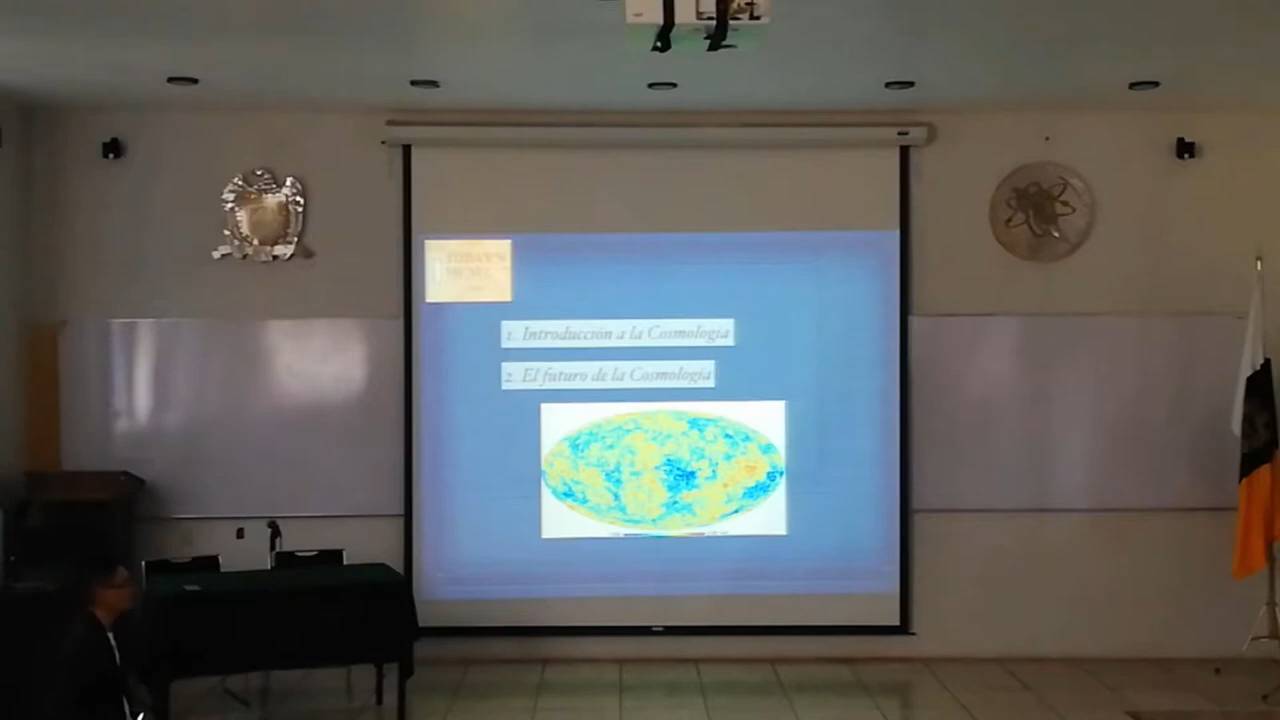 TODAY'S
MENU
1. Introducción a la Cosmología
2. El futuro de la Cosmología